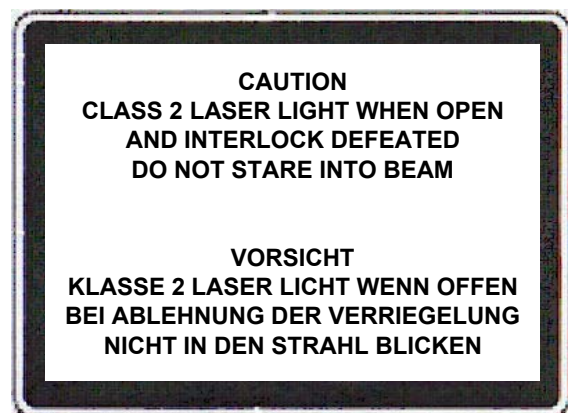 CAUTION
CLASS 2 LASER LIGHT WHEN OPEN
AND INTERLOCK DEFEATED
DO NOT STARE INTO BEAM
VORSICHT
KLASSE 2 LASER LICHT WENN OFFEN
BEI ABLEHNUNG DER VERRIEGELUNG
NICHT IN DEN STRAHL BLICKEN